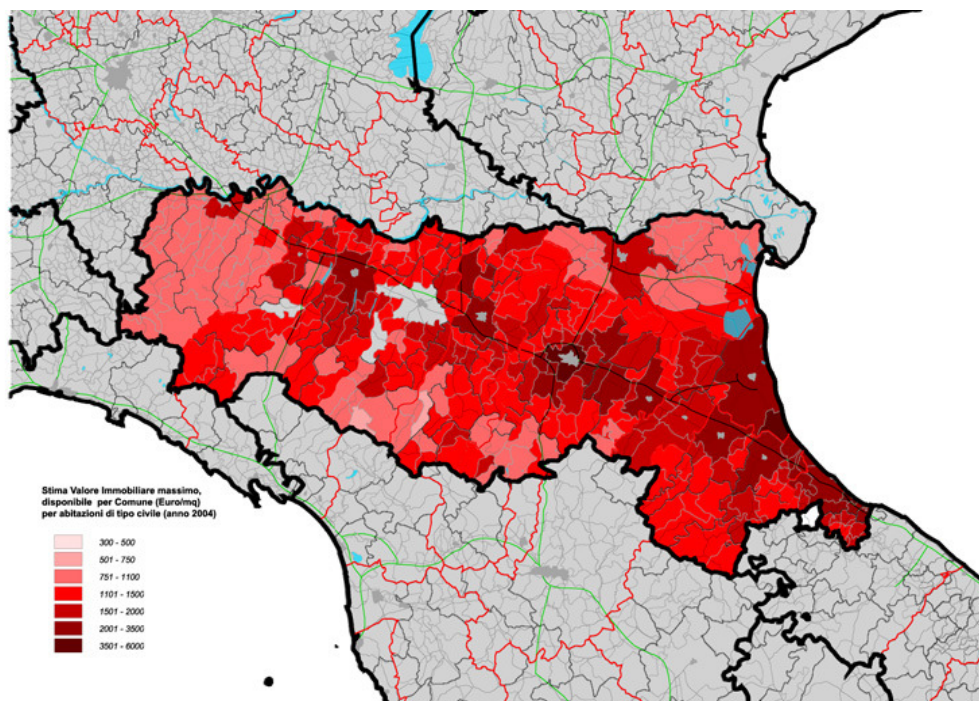 Stima Valore Immobiliare massimo,
disponibile per Comune (Euro/mq)
per abitazioni di tipo civile (anno 2004)
300 - 500
501 - 750
751 - 1100
1101 - 1500
1501 - 2000
2001 - 3500
3501 - 6000